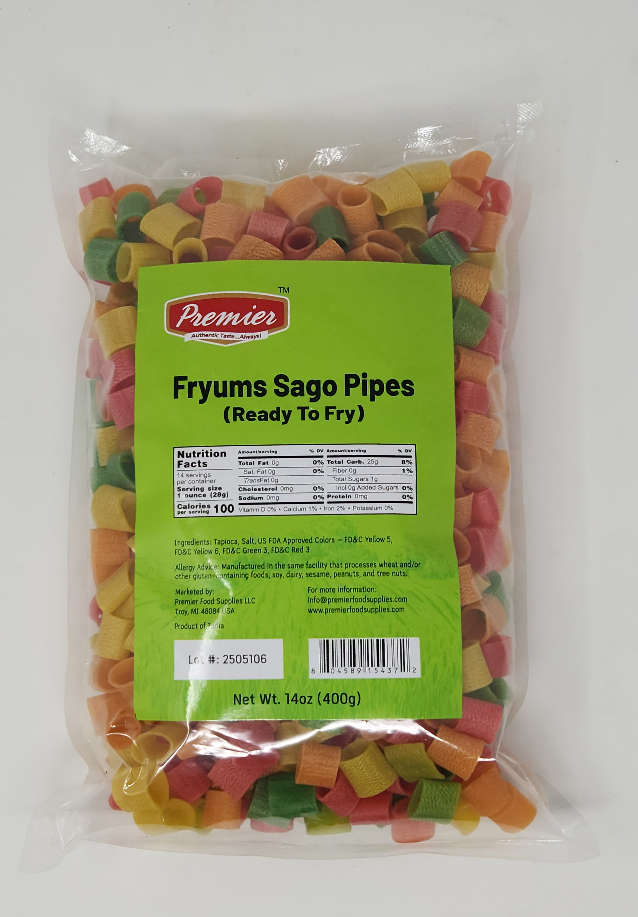 TM
Premier
Authentic Taste...Always!
Fryums Sago Pipes
(Ready To Fry)
Nutrition Facts
14 servings per container
Serving size 1 ounce (28g)
Calories per serving 100
Amount/serving % DV
Total Fat 0g 0%
Sat. Fat 0g 0%
Trans Fat 0g
Cholesterol 0mg 0%
Sodium 0mg 0%
Amount/serving % DV
Total Carb. 25g 8%
Fiber 0g 1%
Total Sugars 1g
Incl 0g Added Sugars 0%
Protein 0mg 0%
Vitamin D 0% • Calcium 1% • Iron 2% • Potassium 0%
Ingredients: Tapioca, Salt, US FDA Approved Colors — FD&C Yellow 5,
FD&C Yellow 6, FD&C Green 3, FD&C Red 3
Allergy Advice: Manufactured in the same facility that processes wheat and/or
other gluten-containing foods, soy, dairy, sesame, peanuts, and tree nuts.
Marketed by:
Premier Food Supplies LLC
Troy, MI 48084 USA
Product of India
For more information:
Info@premierfoodsupplies.com
www.premierfoodsupplies.com
Lot #: 2505106
8 04589 15437 2
Net Wt. 14oz (400g)